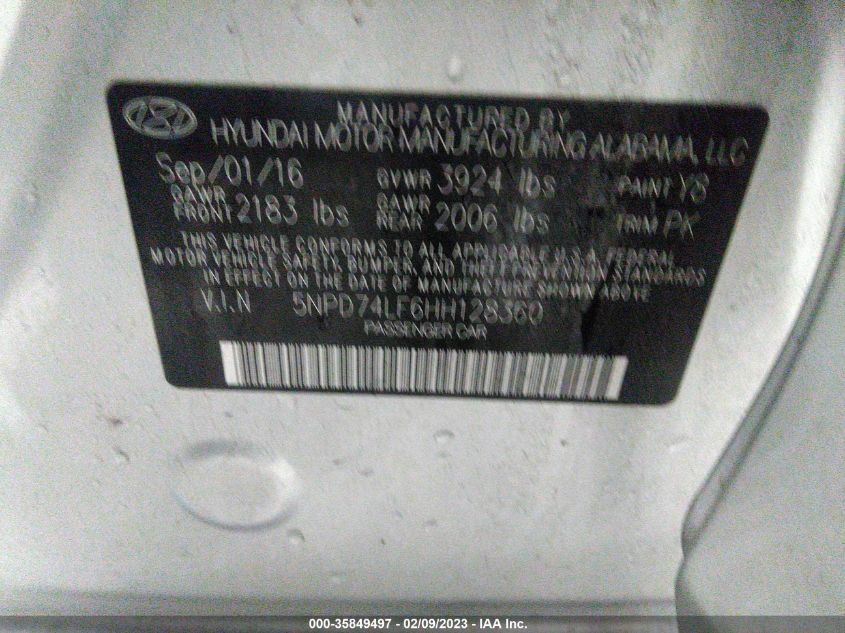 MANUFACTURED BY
HYUNDAI MOTOR MANUFACTURING ALABAMA, LLC
Sep/01/16 GVWR 3924 lbs PAINT Y8
GAWR FRONT 2183 lbs GAWR REAR 2006 lbs TRIM PK
THIS VEHICLE CONFORMS TO ALL APPLICABLE U.S.A. FEDERAL
MOTOR VEHICLE SAFETY, BUMPER, AND THEFT PREVENTION STANDARDS
IN EFFECT ON THE DATE OF MANUFACTURE SHOWN ABOVE
V.I.N 5NPD74LF6HH128360
PASSENGER CAR
000-35849497 - 02/09/2023 - IAA Inc.